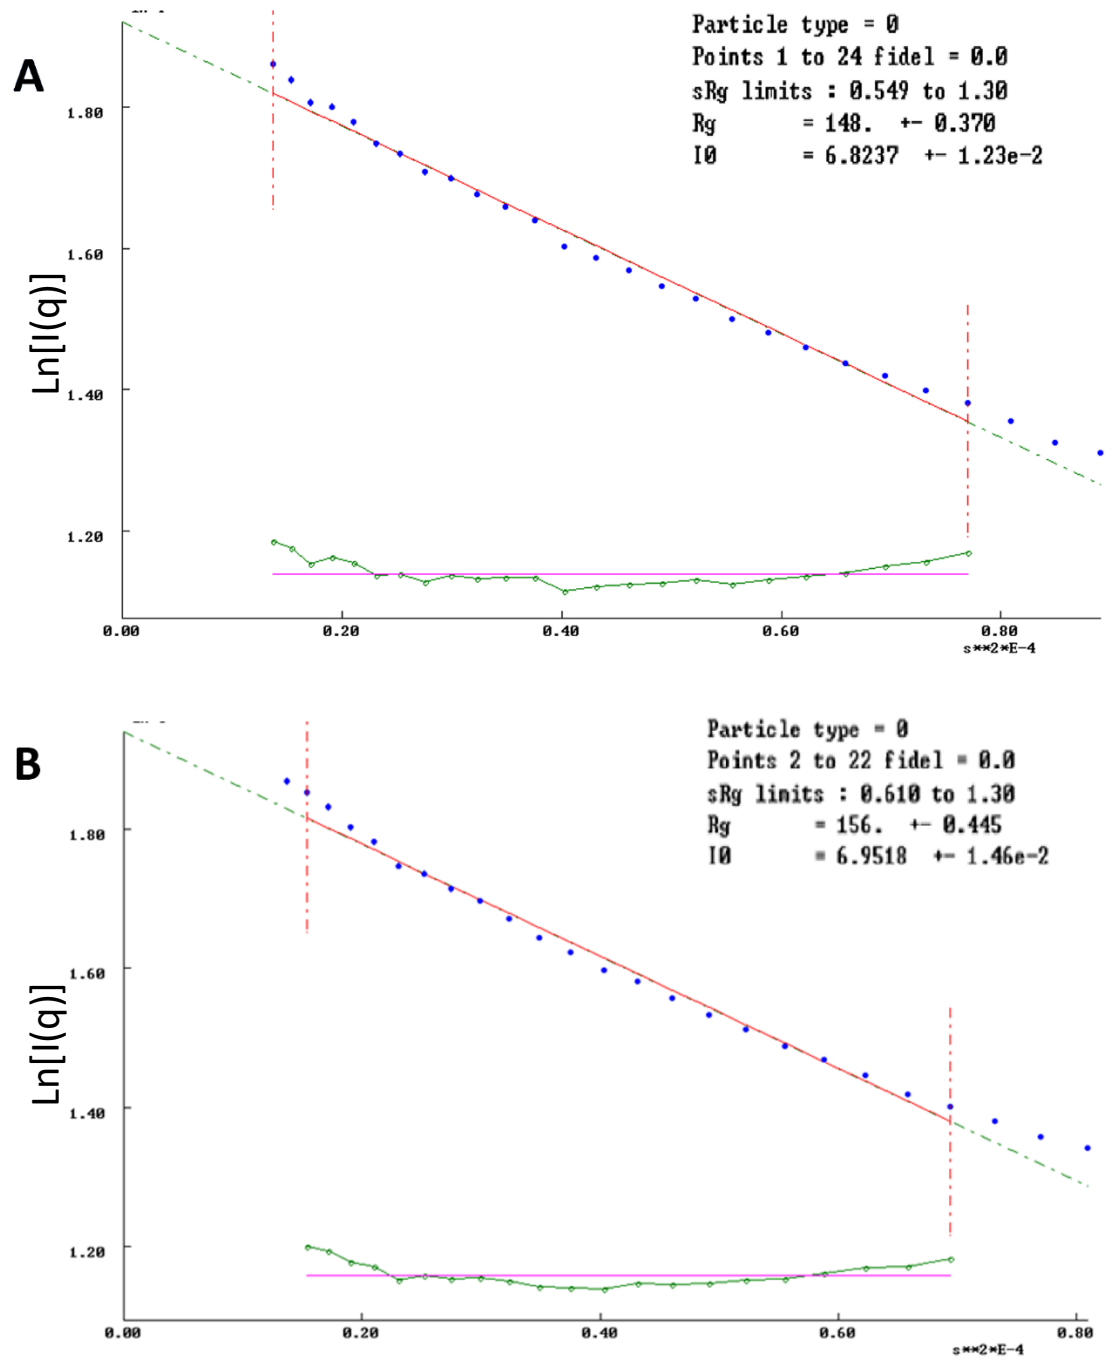 A
Particle type = 0
Points 1 to 24 fidel = 0.0
sRg limits : 0.549 to 1.30
Rg = 148. +- 0.370
I0 = 6.8237 +- 1.23e-2
Ln[I(q)]
1.80
1.60
1.40
1.20
0.00 0.20 0.40 0.60 0.80
s**2*E-4
B
Particle type = 0
Points 2 to 22 fidel = 0.0
sRg limits : 0.610 to 1.30
Rg = 156. +- 0.445
I0 = 6.9518 +- 1.46e-2
Ln[I(q)]
1.80
1.60
1.40
1.20
0.00 0.20 0.40 0.60 0.80
s**2*E-4